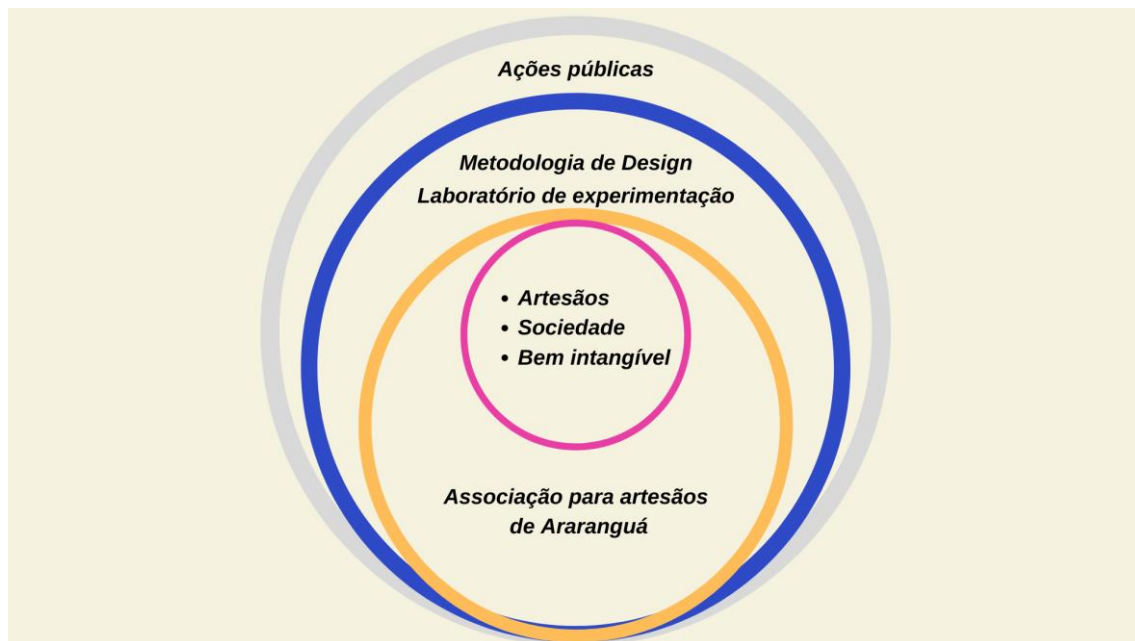 Ações públicas
Metodologia de Design
Laboratório de experimentação
• Artesãos
• Sociedade
• Bem intangível
Associação para artesãos
de Araranguá